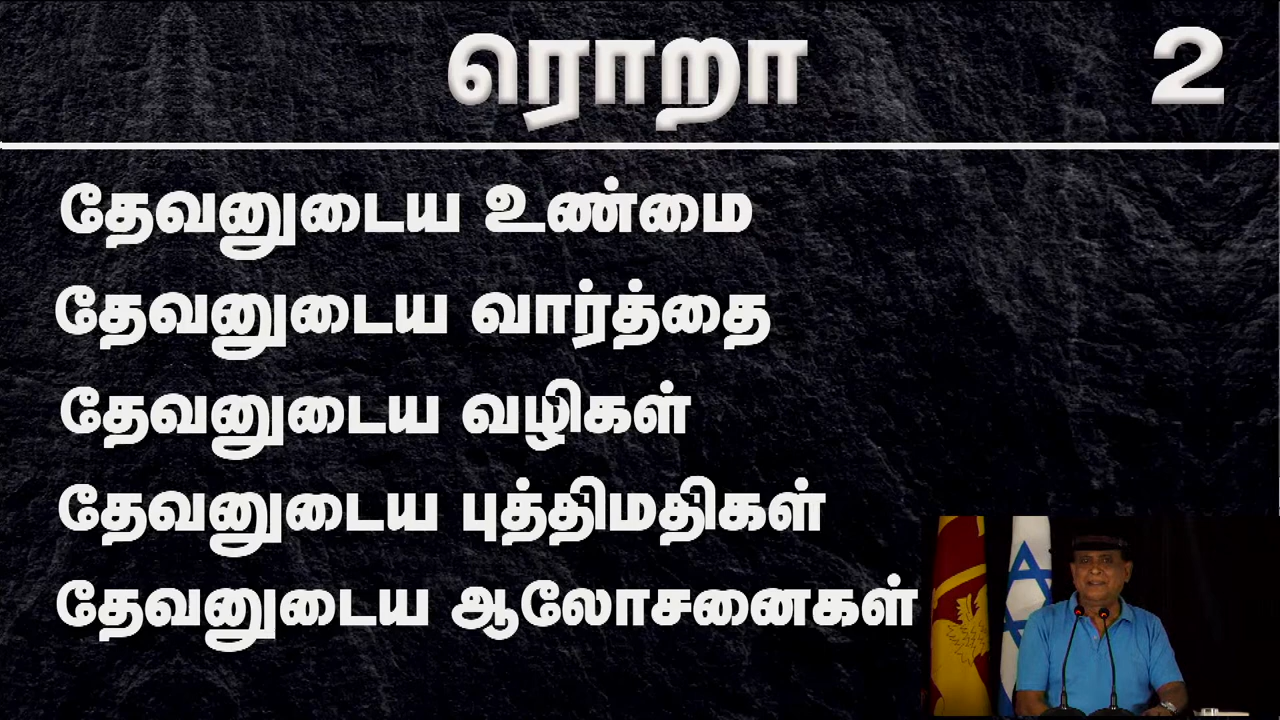 ரொறா
2
தேவனுடைய உண்மை
தேவனுடைய வார்த்தை
தேவனுடைய வழிகள்
தேவனுடைய புத்திமதிகள்
தேவனுடைய ஆலோசனைகள்